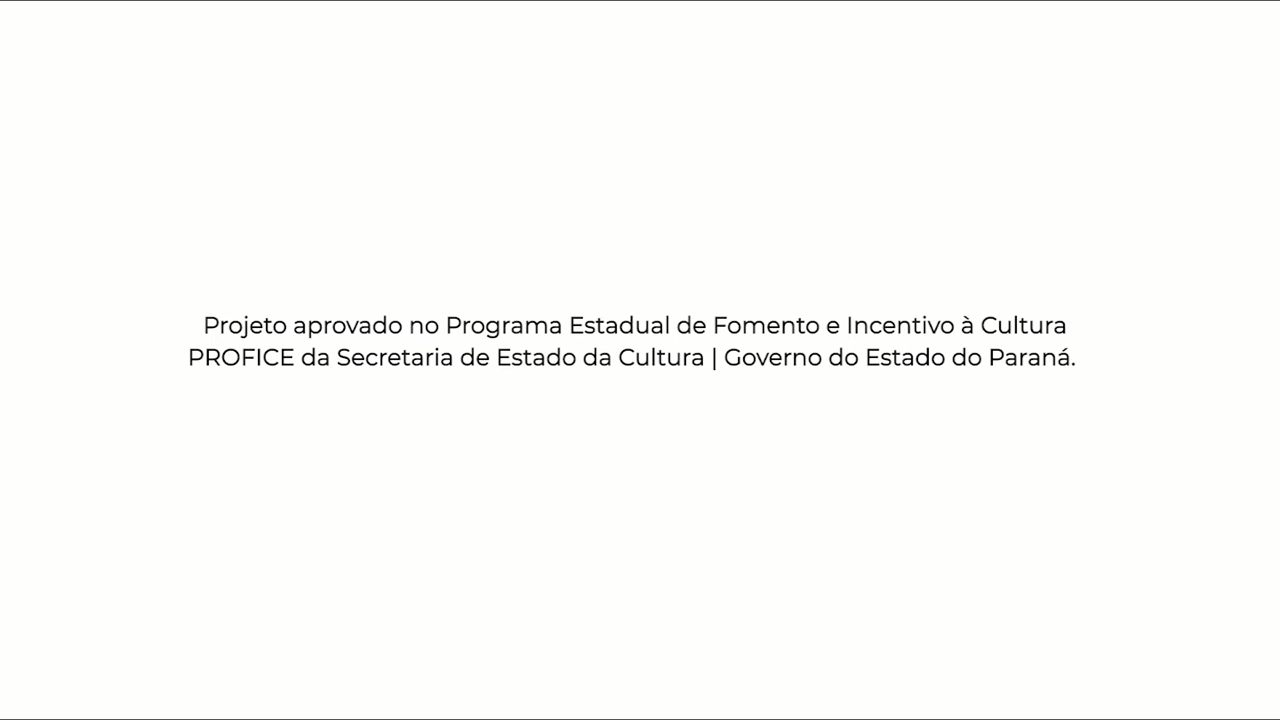 Projeto aprovado no Programa Estadual de Fomento e Incentivo à Cultura
PROFICE da Secretaria de Estado da Cultura | Governo do Estado do Paraná.